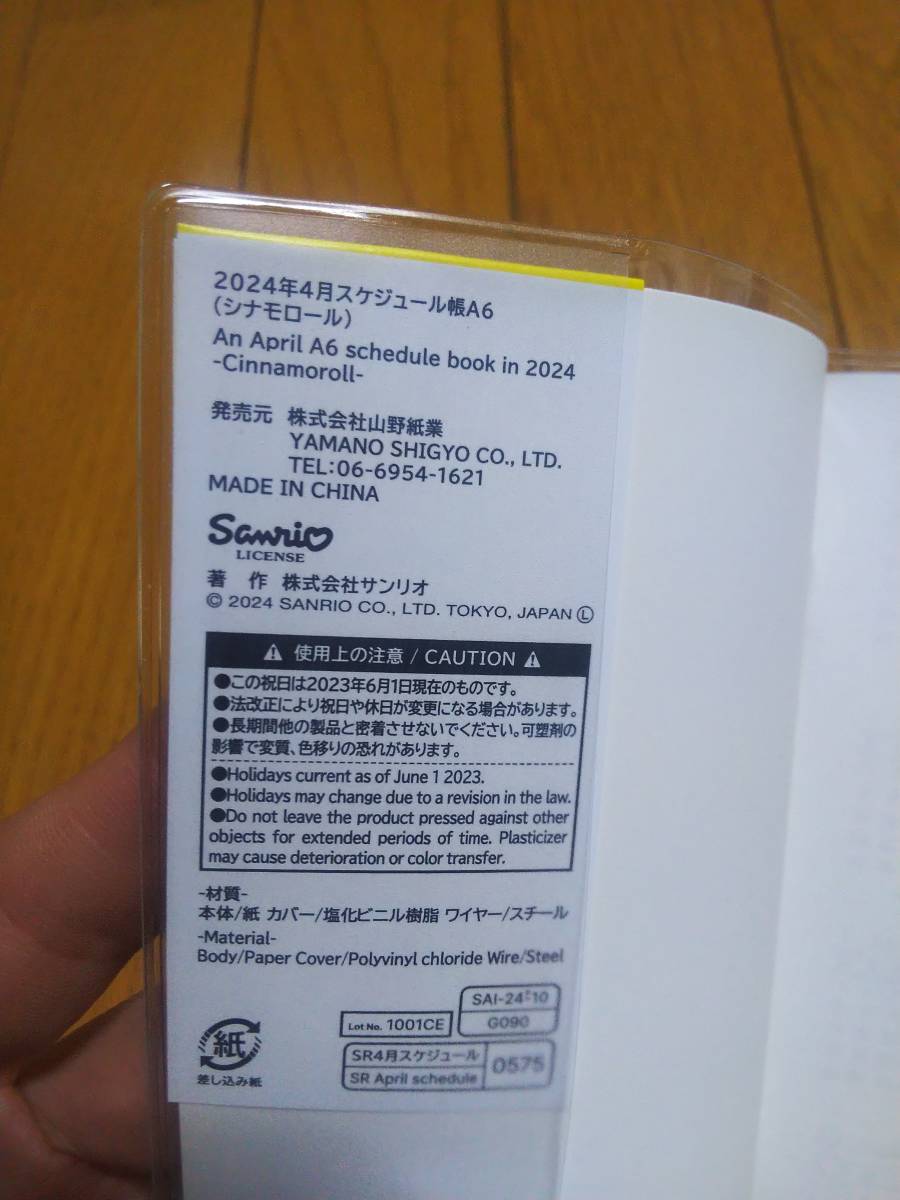 2024年4月スケジュール帳A6
(シナモロール)
An April A6 schedule book in 2024
-Cinnamoroll-
発売元 株式会社山野紙業
YAMANO SHIGYO CO., LTD.
TEL:06-6954-1621
MADE IN CHINA
Sanrio
LICENSE
著 作 株式会社サンリオ
© 2024 SANRIO CO., LTD. TOKYO, JAPAN Ⓛ
⚠ 使用上の注意 / CAUTION ⚠
●この祝日は2023年6月1日現在のものです。
●法改正により祝日や休日が変更になる場合があります。
●長期間他の製品と密着させないでください。可塑剤の
影響で変質、色移りの恐れがあります。
●Holidays current as of June 1 2023.
●Holidays may change due to a revision in the law.
●Do not leave the product pressed against other
objects for extended periods of time. Plasticizer
may cause deterioration or color transfer.
-材質-
本体/紙 カバー/塩化ビニル樹脂 ワイヤー/スチール
-Material-
Body/Paper Cover/Polyvinyl chloride Wire/Steel
紙
差し込み紙
Lot No. 1001CE
G090
SR4月スケジュール
SR April schedule
0575